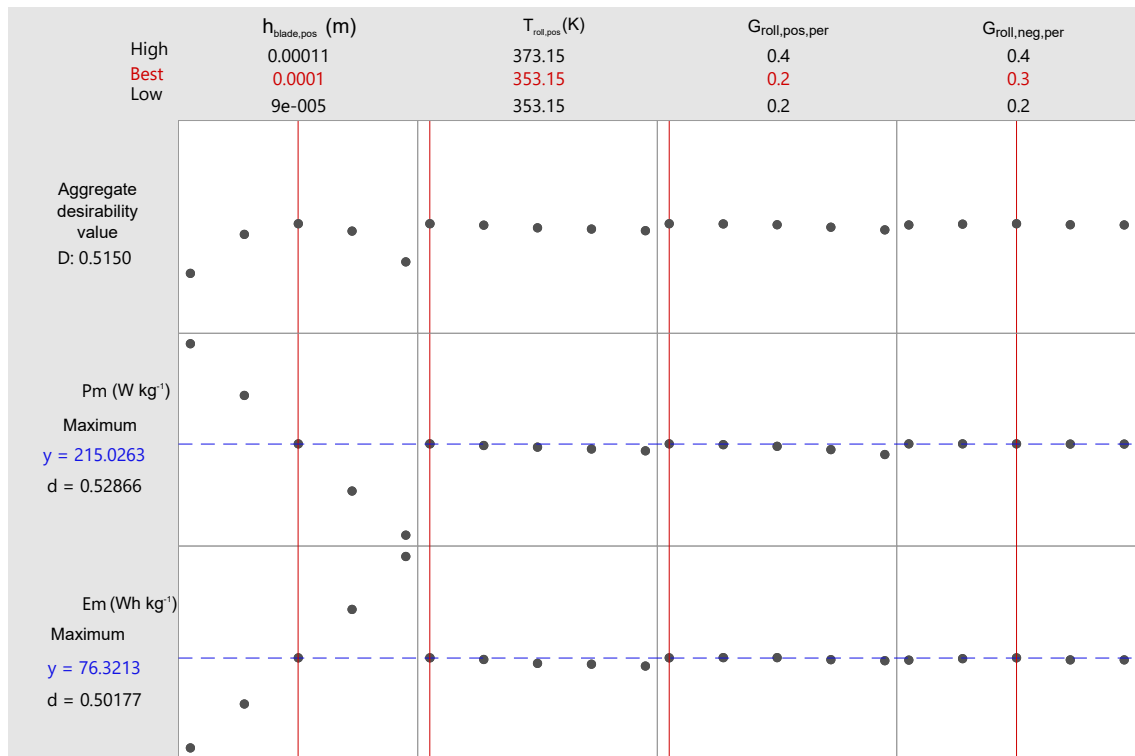 h_blade,pos (m) T_roll,pos (K) G_roll,pos,per G_roll,neg,per
High 0.00011 373.15 0.4 0.4
Best 0.0001 353.15 0.2 0.3
Low 9e-005 353.15 0.2 0.2
Aggregate
desirability
value
D: 0.5150
Pm (W kg⁻¹)
Maximum
y = 215.0263
d = 0.52866
Em (Wh kg⁻¹)
Maximum
y = 76.3213
d = 0.50177